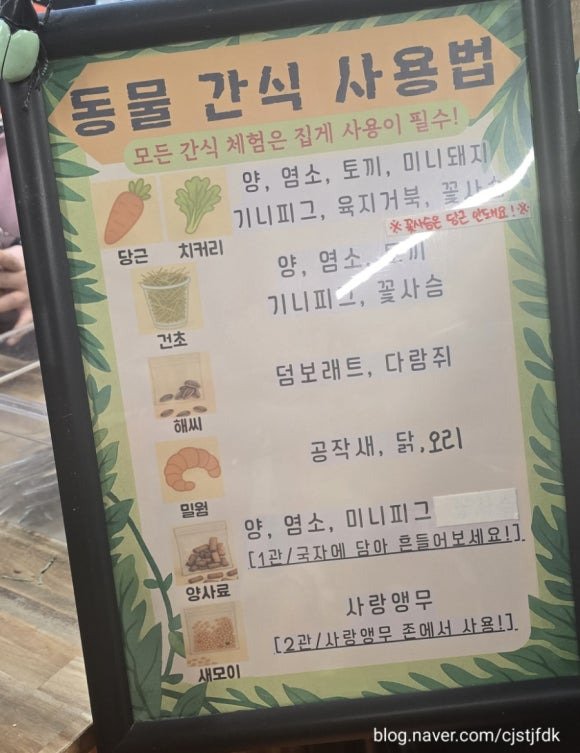 동물 간식 사용법
모든 간식 체험은 집게 사용이 필수!
양, 염소, 토끼, 미니돼지
기니피그, 육지거북, 꽃사슴
※ 꽃사슴은 당근 안돼요! ※
당근 치커리
양, 염소, 토끼
기니피그, 꽃사슴
건초
덤보래트, 다람쥐
해씨
공작새, 닭,오리
밀웜
양, 염소, 미니피그
[1관/국자에 담아 흔들어보세요!]
양사료
사랑앵무
[2관/사랑앵무 존에서 사용!]
새모이
blog.naver.com/cjstjfdk